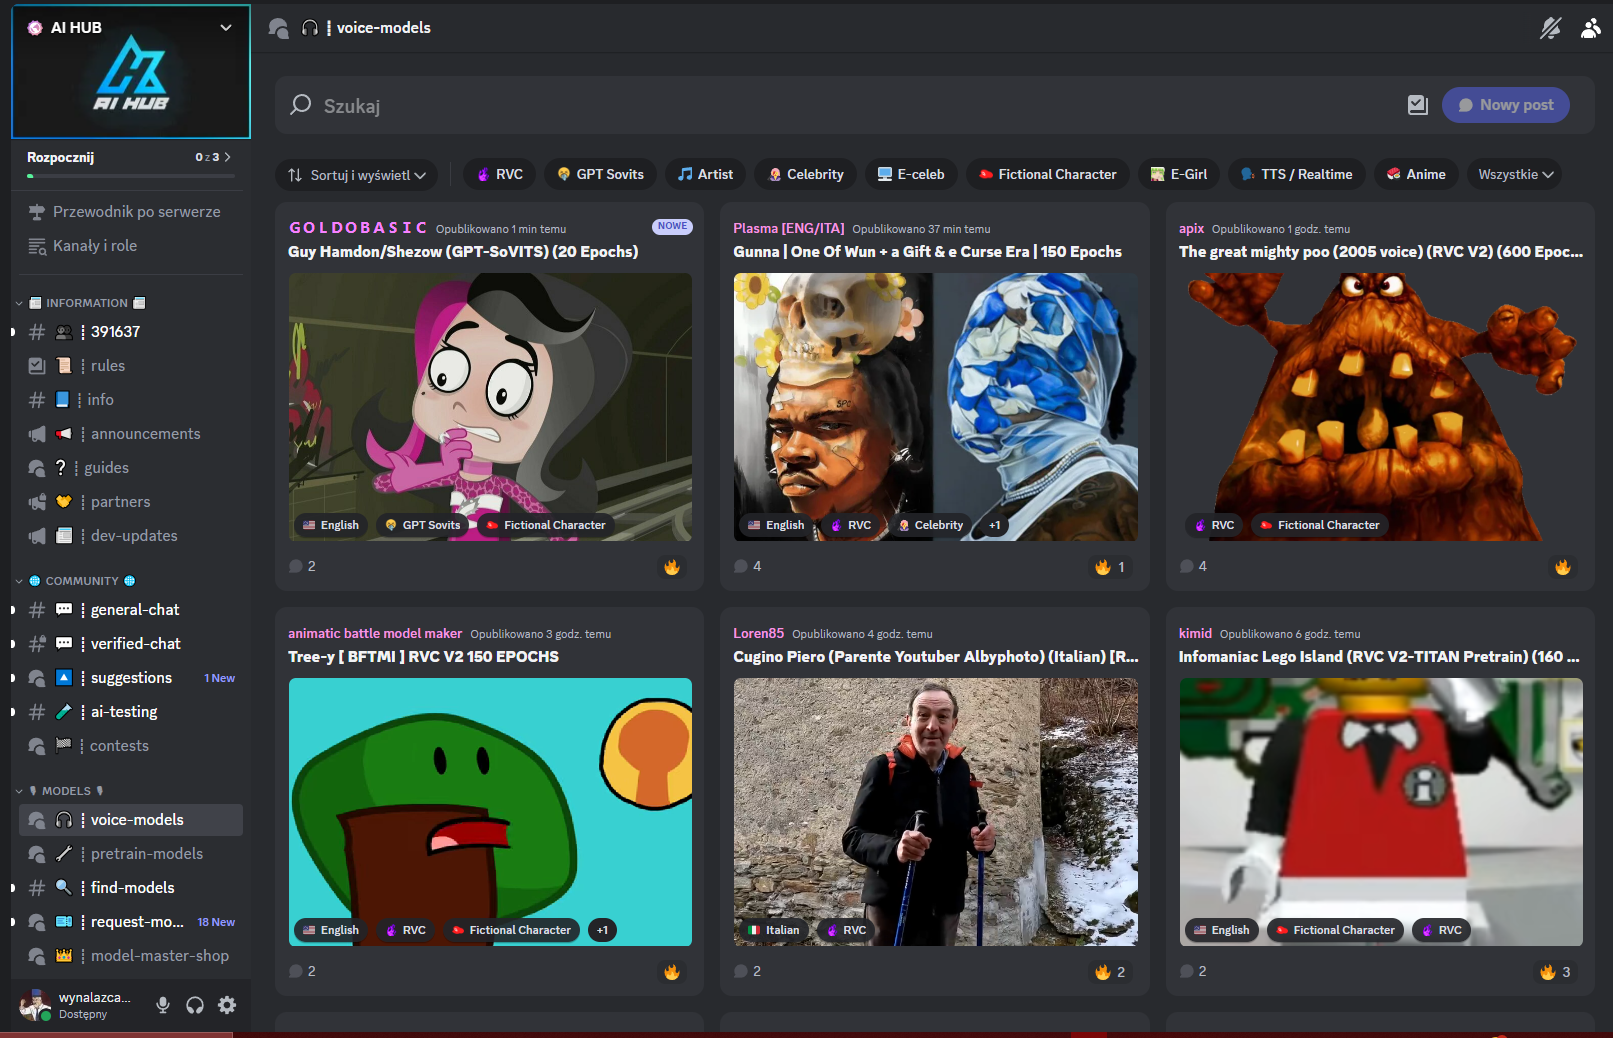 AI HUB
AI HUB
Rozpocznij
0 z 3
Przewodnik po serwerze
Kanały i role
INFORMATION
391637
rules
info
announcements
guides
partners
dev-updates
COMMUNITY
general-chat
verified-chat
suggestions
1 New
ai-testing
contests
MODELS
voice-models
pretrain-models
find-models
request-mo...
18 New
model-master-shop
wynalazca...
Dostępny
voice-models
Szukaj
Nowy post
Sortuj i wyświetl
RVC
GPT Sovits
Artist
Celebrity
E-celeb
Fictional Character
E-Girl
TTS / Realtime
Anime
Wszystkie
GOLDOBASIC Opublikowano 1 min temu
NOWE
Guy Hamdon/Shezow (GPT-SoVITS) (20 Epochs)
English
GPT Sovits
Fictional Character
2
Plasma [ENG/ITA] Opublikowano 37 min temu
Gunna | One Of Wun + a Gift & e Curse Era | 150 Epochs
English
RVC
Celebrity
+1
4
1
apix Opublikowano 1 godz. temu
The great mighty poo (2005 voice) (RVC V2) (600 Epoc...
RVC
Fictional Character
4
animatic battle model maker Opublikowano 3 godz. temu
Tree-y [ BFTMI ] RVC V2 150 EPOCHS
English
RVC
Fictional Character
+1
2
Loren85 Opublikowano 4 godz. temu
Cugino Piero (Parente Youtuber Albyphoto) (Italian) [R...
Italian
RVC
2
2
kimid Opublikowano 6 godz. temu
Infomaniac Lego Island (RVC V2-TITAN Pretrain) (160 ...
English
Fictional Character
RVC
2
3